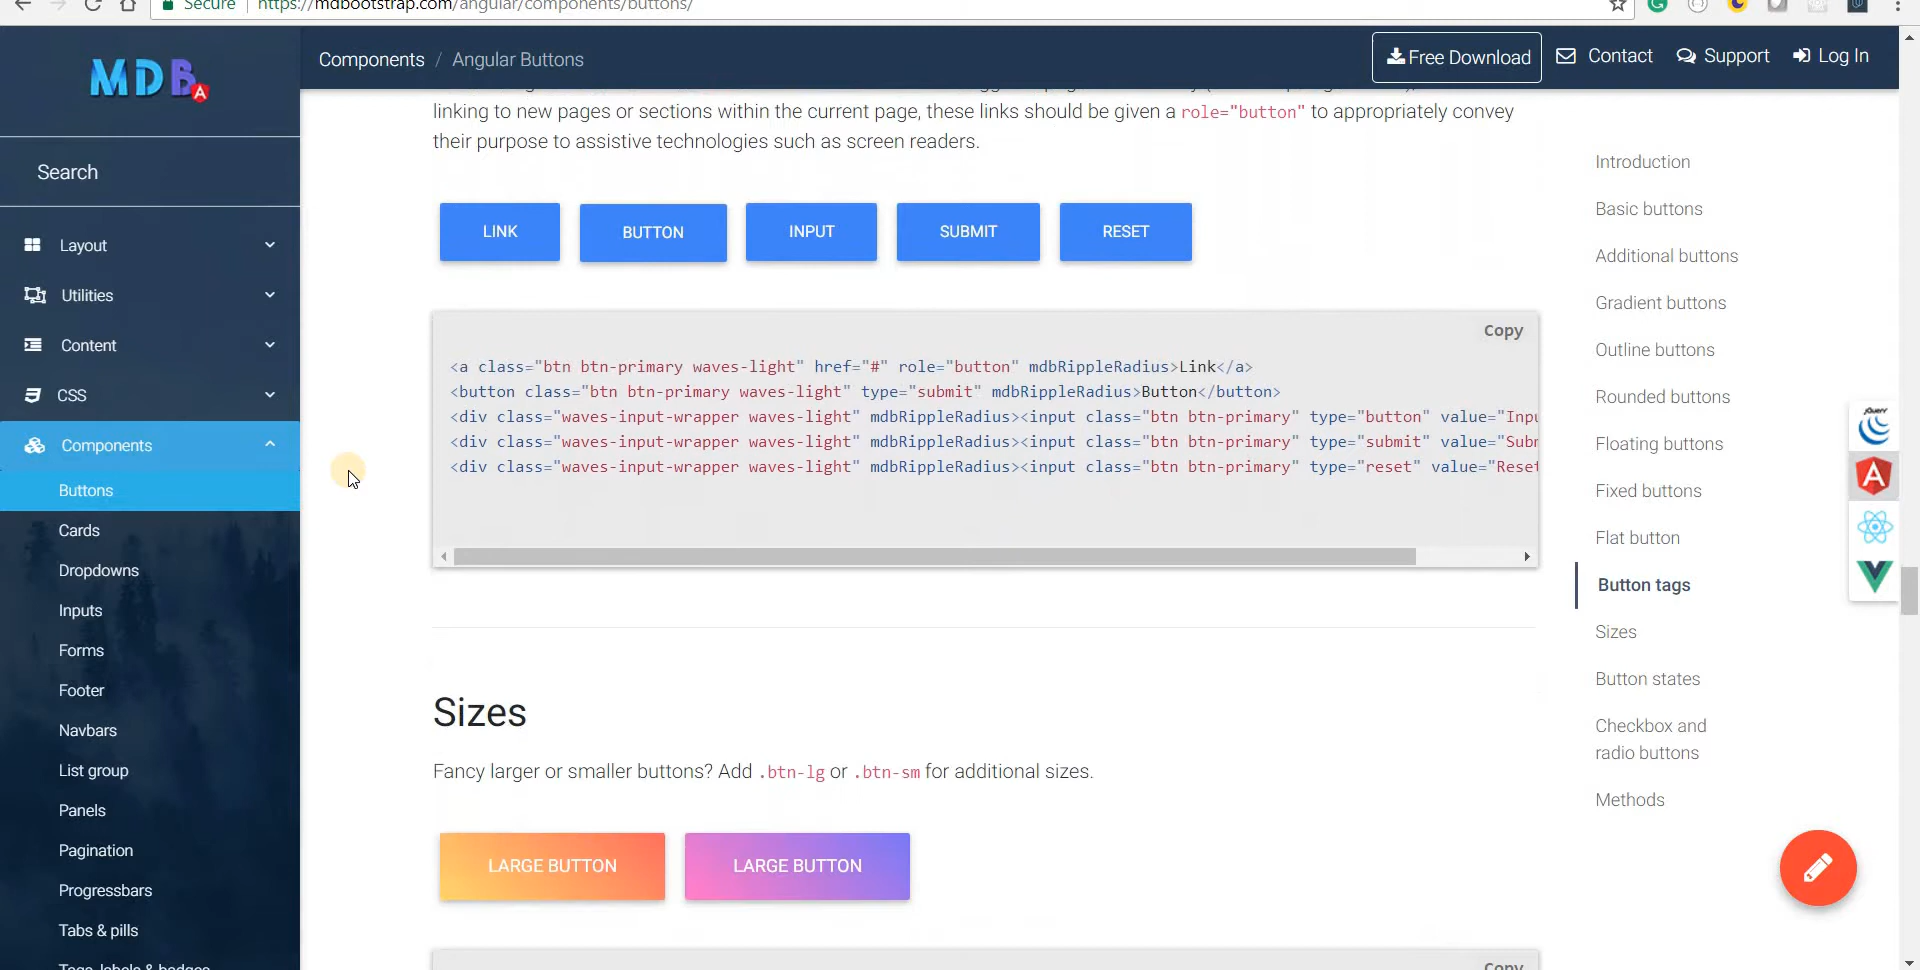 Secure
https://mdbootstrap.com/angular/components/buttons/
MDB
Components / Angular Buttons
Free Download
Contact
Support
Log In
Search
Layout
Utilities
Content
CSS
Components
Buttons
Cards
Dropdowns
Inputs
Forms
Footer
Navbars
List group
Panels
Pagination
Progressbars
Tabs & pills
Tags, labels & badges
linking to new pages or sections within the current page, these links should be given a role="button" to appropriately convey
their purpose to assistive technologies such as screen readers.
LINK
BUTTON
INPUT
SUBMIT
RESET
Copy
<a class="btn btn-primary waves-light" href="#" role="button" mdbRippleRadius>Link</a>
<button class="btn btn-primary waves-light" type="submit" mdbRippleRadius>Button</button>
<div class="waves-input-wrapper waves-light" mdbRippleRadius><input class="btn btn-primary" type="button" value="Inpu
<div class="waves-input-wrapper waves-light" mdbRippleRadius><input class="btn btn-primary" type="submit" value="Subm
<div class="waves-input-wrapper waves-light" mdbRippleRadius><input class="btn btn-primary" type="reset" value="Reset
Sizes
Fancy larger or smaller buttons? Add .btn-lg or .btn-sm for additional sizes.
LARGE BUTTON
LARGE BUTTON
Copy
Introduction
Basic buttons
Additional buttons
Gradient buttons
Outline buttons
Rounded buttons
Floating buttons
Fixed buttons
Flat button
Button tags
Sizes
Button states
Checkbox and
radio buttons
Methods
jQuery